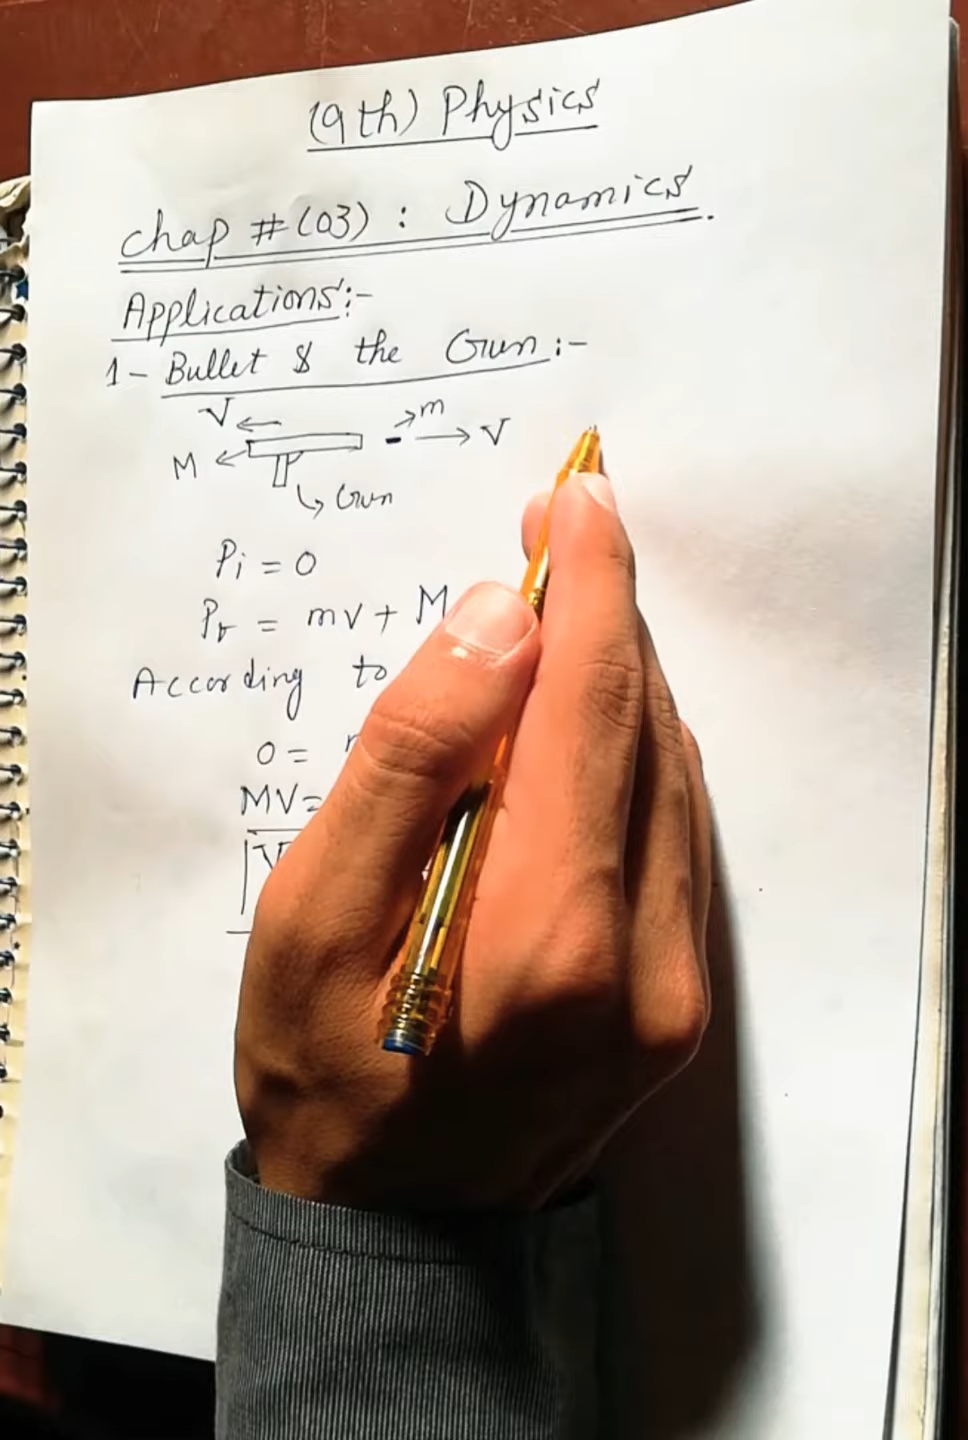 (9th) Physics
Chap # (03) : Dynamics.
Applications:-
1- Bullet & the Gun:-
V
m
V
M
Gun
Pi = 0
Pf = mv + M
According to
0 =
MV=
V